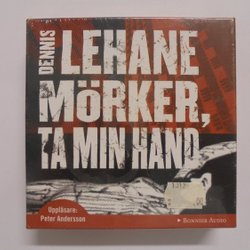 DENNIS
LEHANE
MÖRKER,
TA MIN HAND
Uppläsare:
Peter Andersson
BONNIER AUDIO